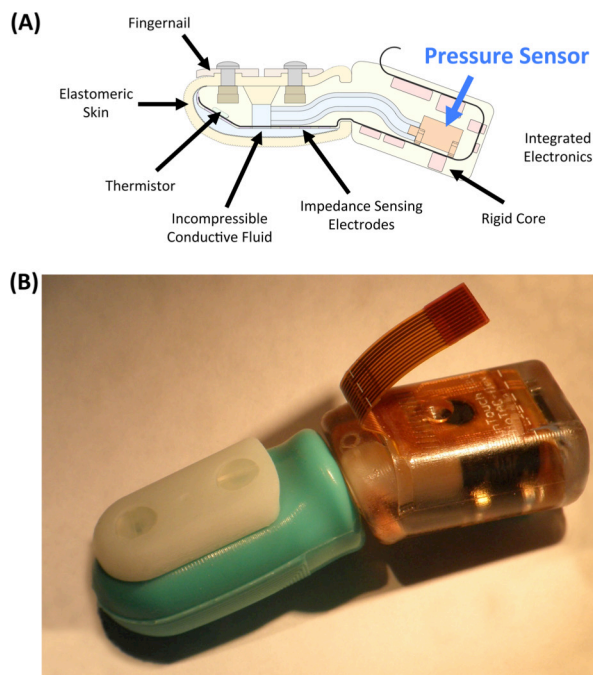 (A)
Fingernail
Pressure Sensor
Elastomeric
Skin
Integrated
Electronics
Thermistor
Impedance Sensing
Electrodes
Rigid Core
Incompressible
Conductive Fluid
(B)